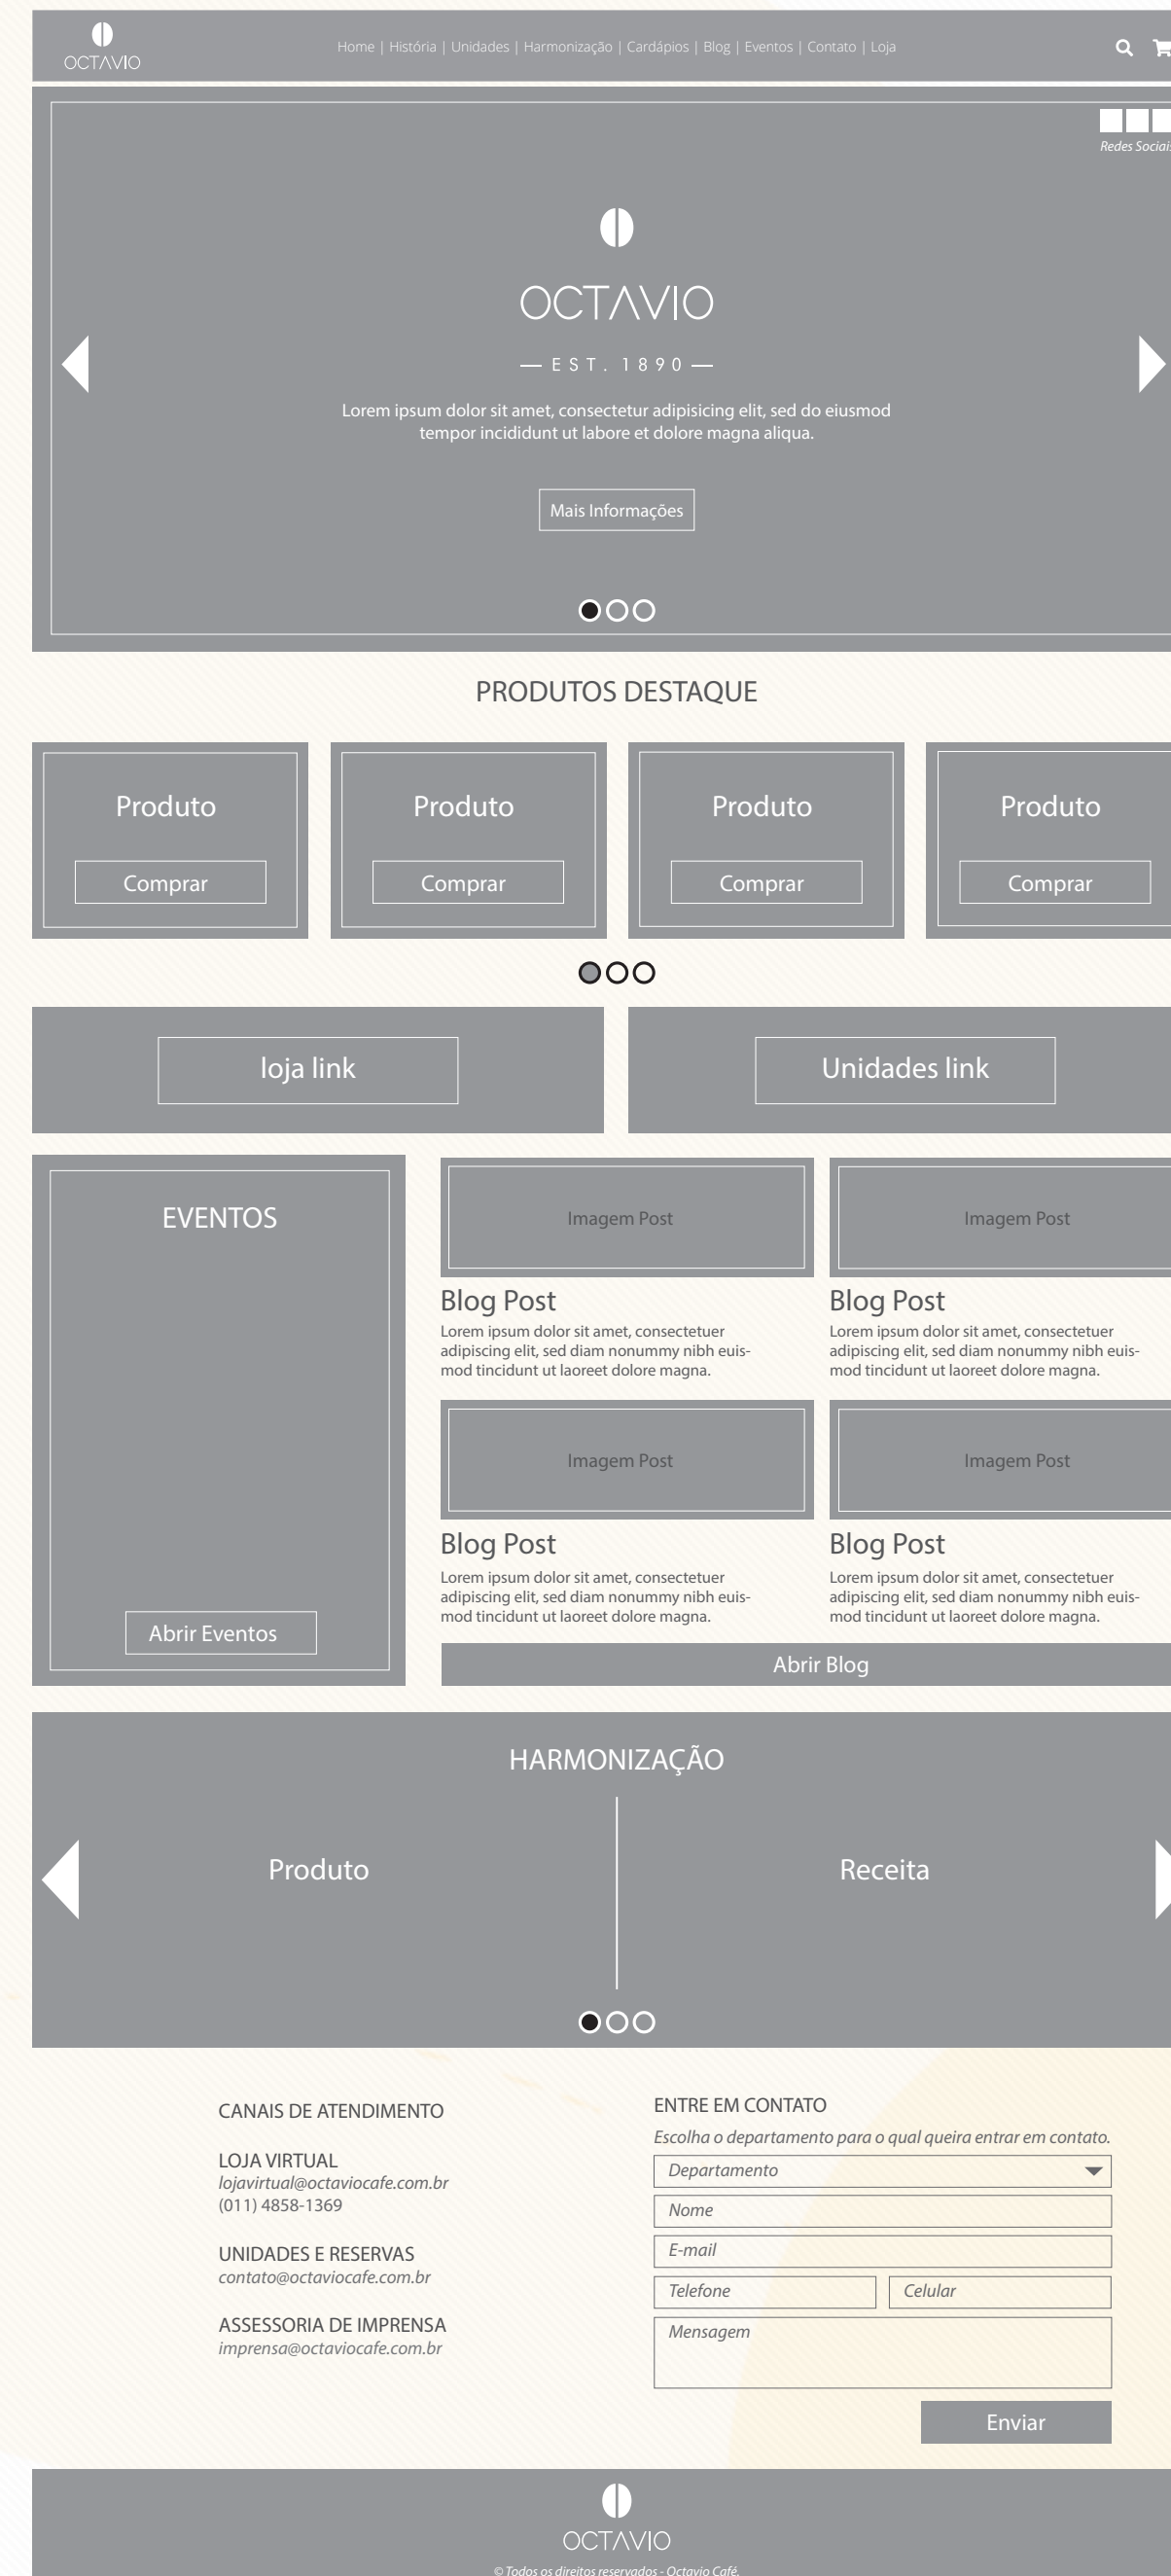 OCTAVIO
Home | História | Unidades | Harmonização | Cardápios | Blog | Eventos | Contato | Loja
Redes Sociais
OCTAVIO
EST. 1890
Lorem ipsum dolor sit amet, consectetur adipisicing elit, sed do eiusmod
tempor incididunt ut labore et dolore magna aliqua.
Mais Informações
PRODUTOS DESTAQUE
Produto
Comprar
Produto
Comprar
Produto
Comprar
Produto
Comprar
loja link
Unidades link
EVENTOS
Abrir Eventos
Imagem Post
Blog Post
Lorem ipsum dolor sit amet, consectetuer
adipiscing elit, sed diam nonummy nibh euis-
mod tincidunt ut laoreet dolore magna.
Imagem Post
Blog Post
Lorem ipsum dolor sit amet, consectetuer
adipiscing elit, sed diam nonummy nibh euis-
mod tincidunt ut laoreet dolore magna.
Imagem Post
Blog Post
Lorem ipsum dolor sit amet, consectetuer
adipiscing elit, sed diam nonummy nibh euis-
mod tincidunt ut laoreet dolore magna.
Imagem Post
Blog Post
Lorem ipsum dolor sit amet, consectetuer
adipiscing elit, sed diam nonummy nibh euis-
mod tincidunt ut laoreet dolore magna.
Abrir Blog
HARMONIZAÇÃO
Produto
Receita
CANAIS DE ATENDIMENTO
LOJA VIRTUAL
lojavirtual@octaviocafe.com.br
(011) 4858-1369
UNIDADES E RESERVAS
contato@octaviocafe.com.br
ASSESSORIA DE IMPRENSA
imprensa@octaviocafe.com.br
ENTRE EM CONTATO
Escolha o departamento para o qual queira entrar em contato.
Departamento
Nome
E-mail
Telefone
Celular
Mensagem
Enviar
OCTAVIO
© Todos os direitos reservados - Octavio Café.